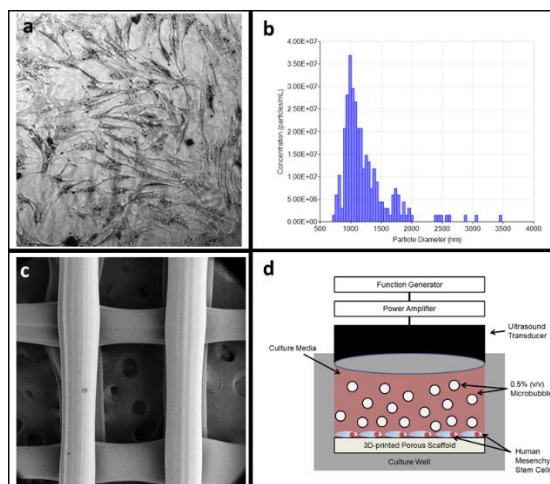 a
b
4.00E+07
3.50E+07
3.00E+07
2.50E+07
2.00E+07
1.50E+07
1.00E+07
5.00E+06
0.00E+00
Concentration (particles/mL)
500 1000 1500 2000 2500 3000 3500 4000
Particle Diameter (nm)
c
d
Function Generator
Power Amplifier
Ultrasound
Transducer
Culture Media
0.5% (v/v)
Microbubble
Human
Mesenchy
Stem Cells
3D-printed Porous Scaffold
Culture Well